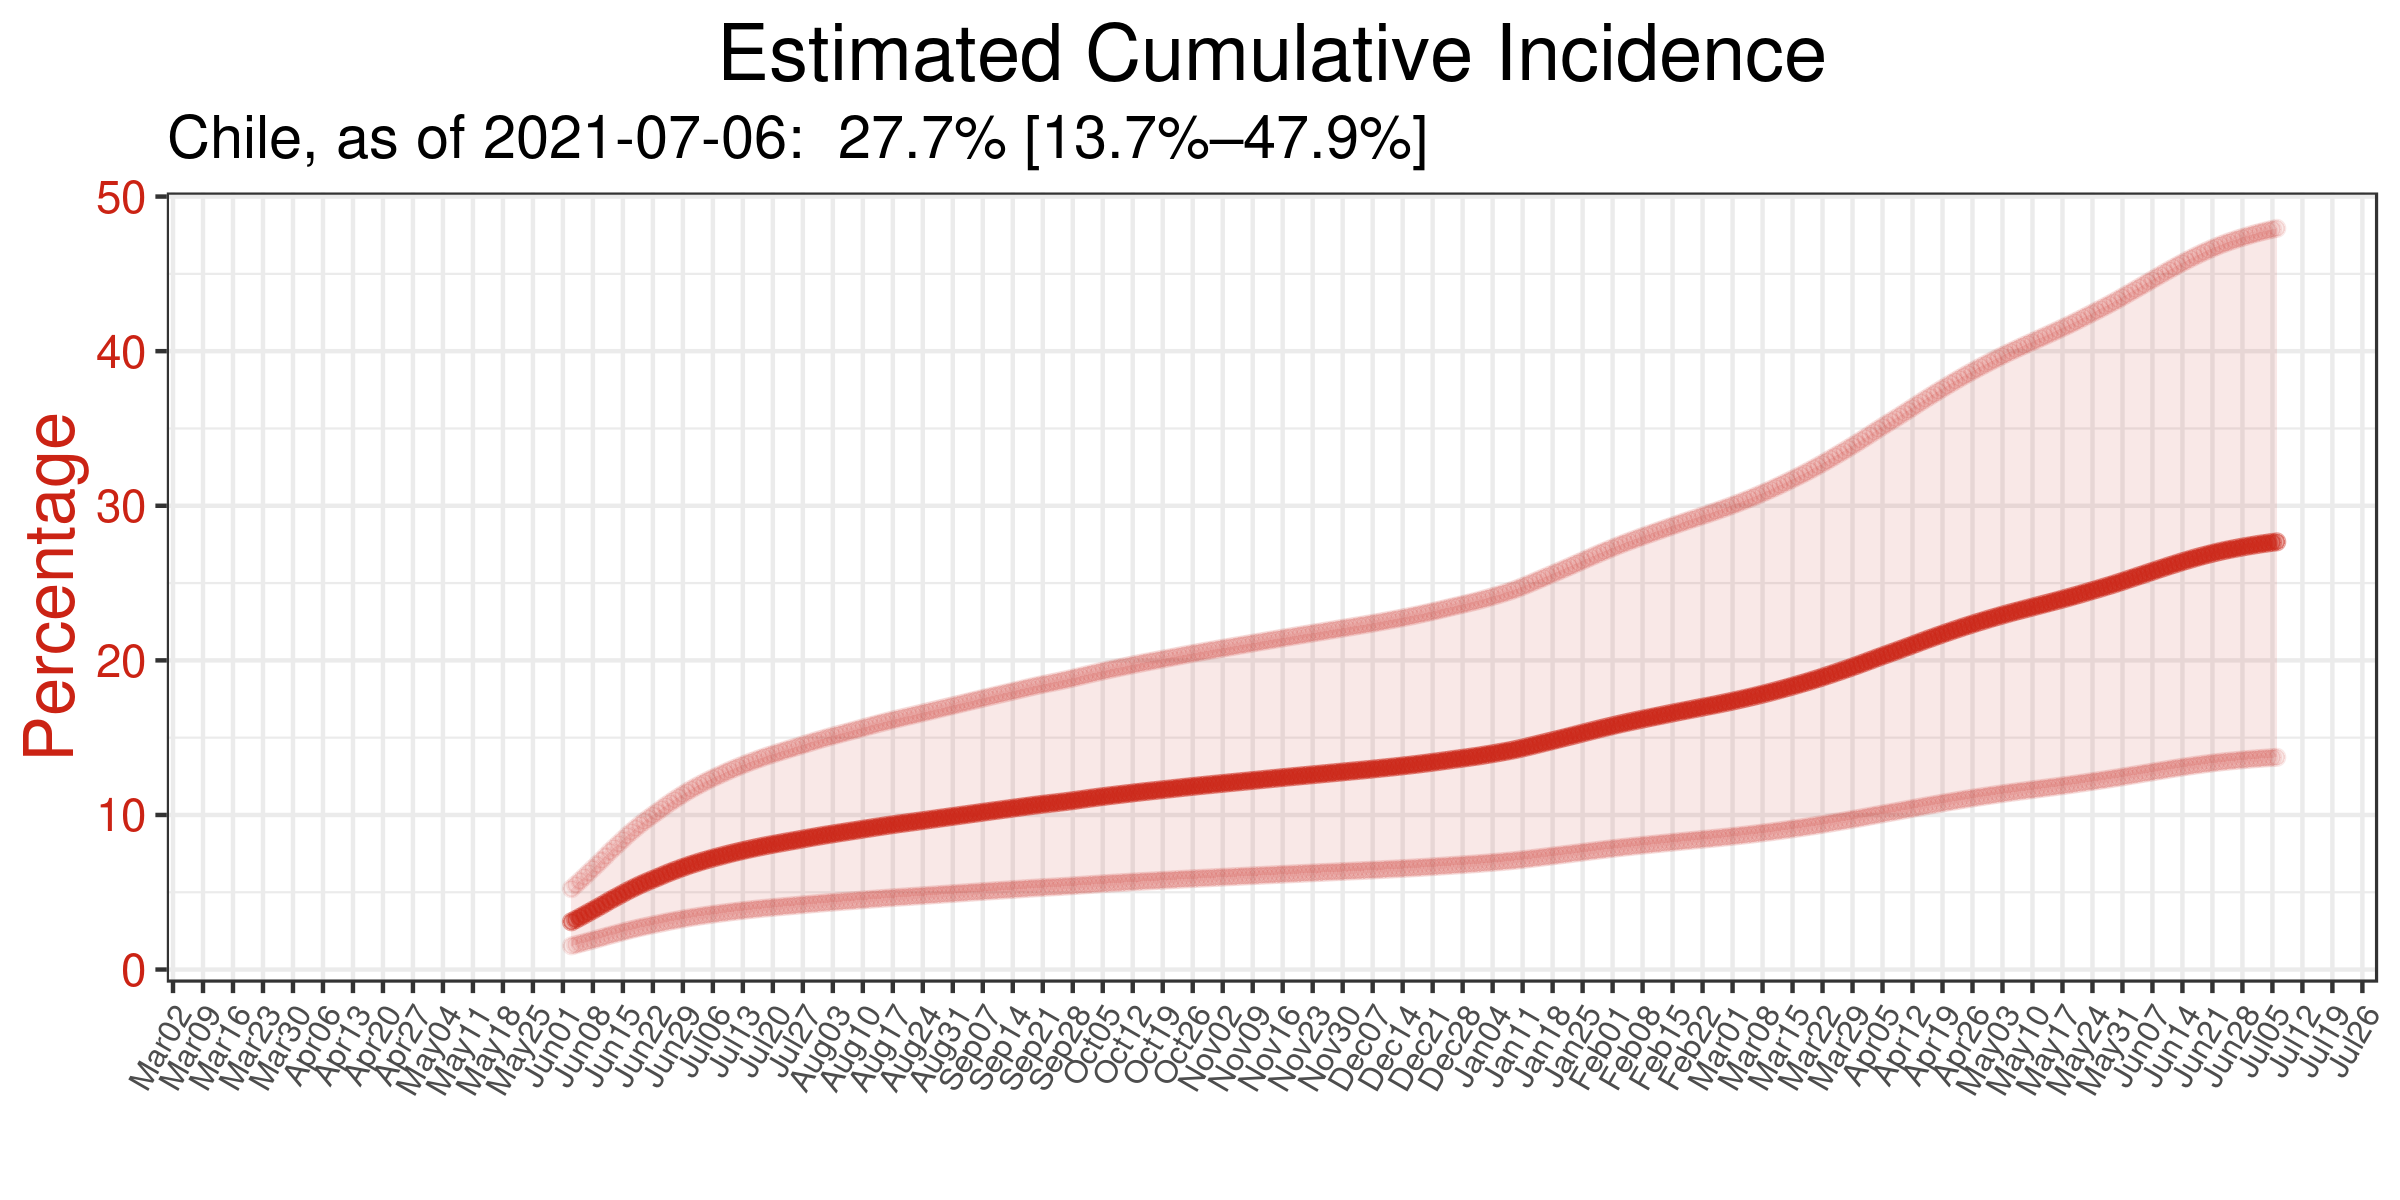 Estimated Cumulative Incidence
Chile, as of 2021-07-06:  27.7% [13.7%–47.9%]
Percentage
50
40
30
20
10
0
Mar02
Mar09
Mar16
Mar23
Mar30
Apr06
Apr13
Apr20
Apr27
May04
May11
May18
May25
Jun01
Jun08
Jun15
Jun22
Jun29
Jul06
Jul13
Jul20
Jul27
Aug03
Aug10
Aug17
Aug24
Aug31
Sep07
Sep14
Sep21
Sep28
Oct05
Oct12
Oct19
Oct26
Nov02
Nov09
Nov16
Nov23
Nov30
Dec07
Dec14
Dec21
Dec28
Jan04
Jan11
Jan18
Jan25
Feb01
Feb08
Feb15
Feb22
Mar01
Mar08
Mar15
Mar22
Mar29
Apr05
Apr12
Apr19
Apr26
May03
May10
May17
May24
May31
Jun07
Jun14
Jun21
Jun28
Jul05
Jul12
Jul19
Jul26